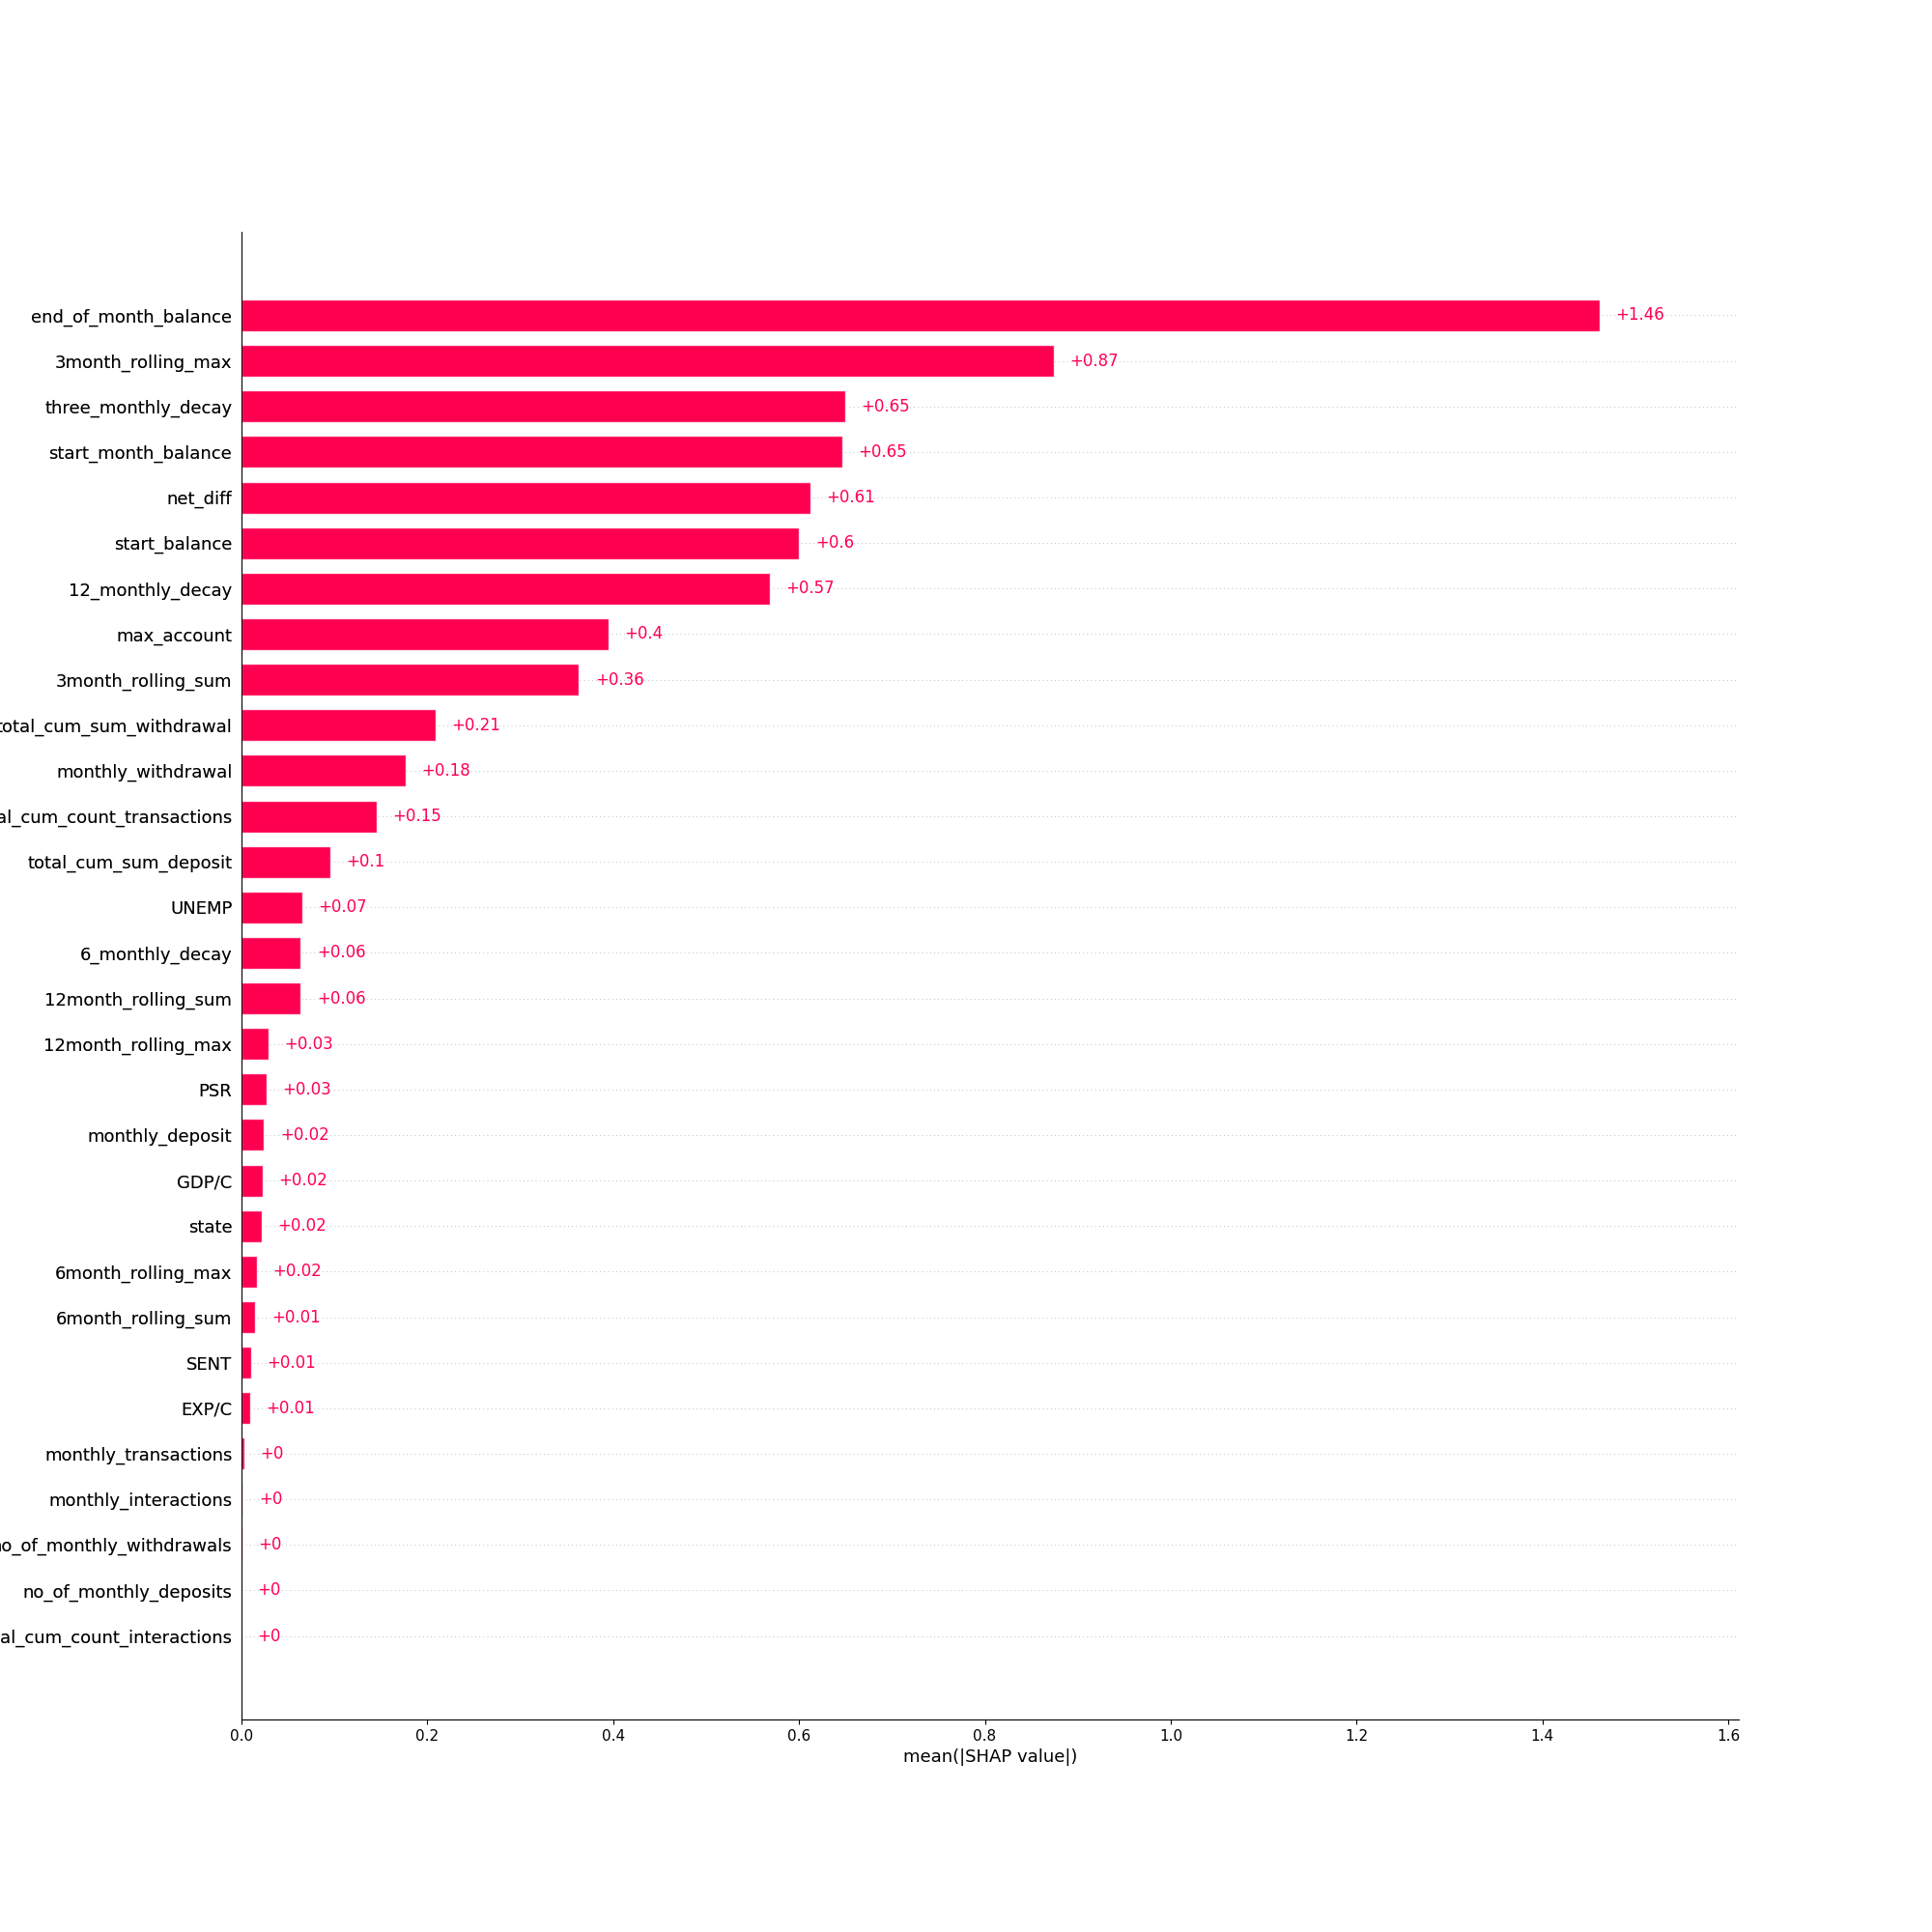 end_of_month_balance +1.46
3month_rolling_max +0.87
three_monthly_decay +0.65
start_month_balance +0.65
net_diff +0.61
start_balance +0.6
12_monthly_decay +0.57
max_account +0.4
3month_rolling_sum +0.36
total_cum_sum_withdrawal +0.21
monthly_withdrawal +0.18
al_cum_count_transactions +0.15
total_cum_sum_deposit +0.1
UNEMP +0.07
6_monthly_decay +0.06
12month_rolling_sum +0.06
12month_rolling_max +0.03
PSR +0.03
monthly_deposit +0.02
GDP/C +0.02
state +0.02
6month_rolling_max +0.02
6month_rolling_sum +0.01
SENT +0.01
EXP/C +0.01
monthly_transactions +0
monthly_interactions +0
no_of_monthly_withdrawals +0
no_of_monthly_deposits +0
al_cum_count_interactions +0
0.0 0.2 0.4 0.6 0.8 1.0 1.2 1.4 1.6
mean(|SHAP value|)